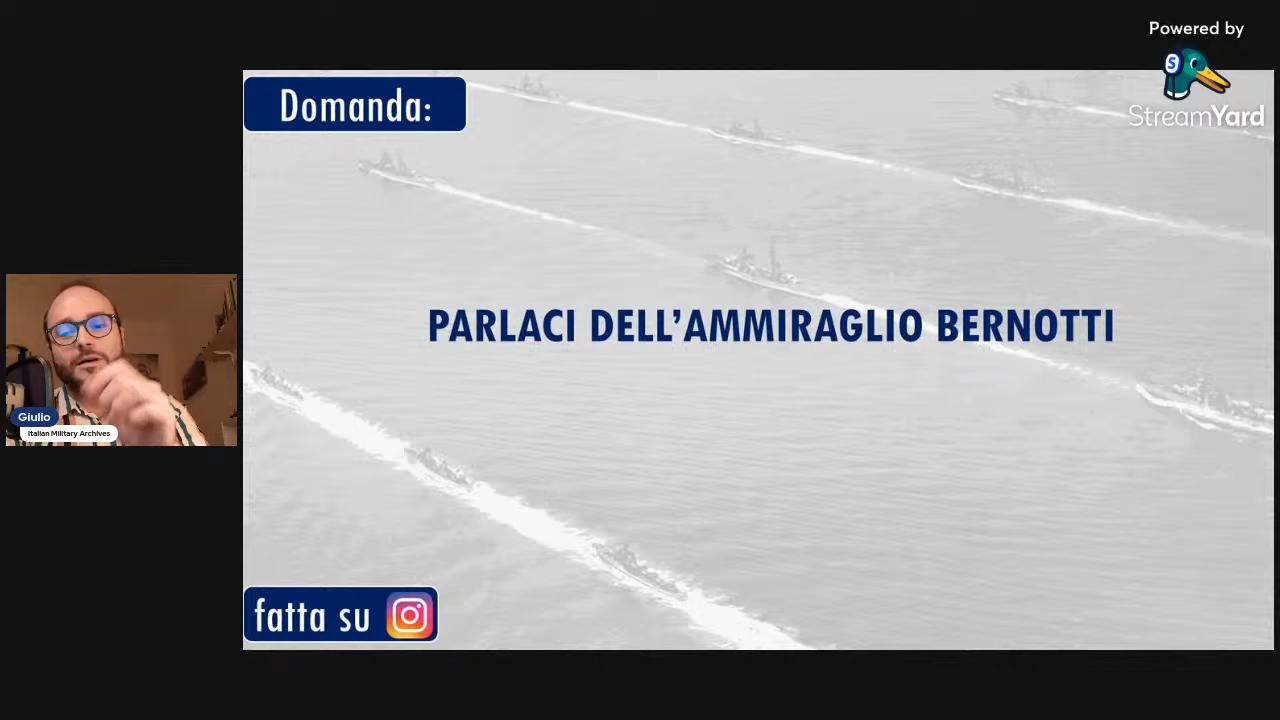 Powered by
StreamYard
Domanda:
PARLACI DELL'AMMIRAGLIO BERNOTTI
Giulio
Italian Military Archives
fatta su